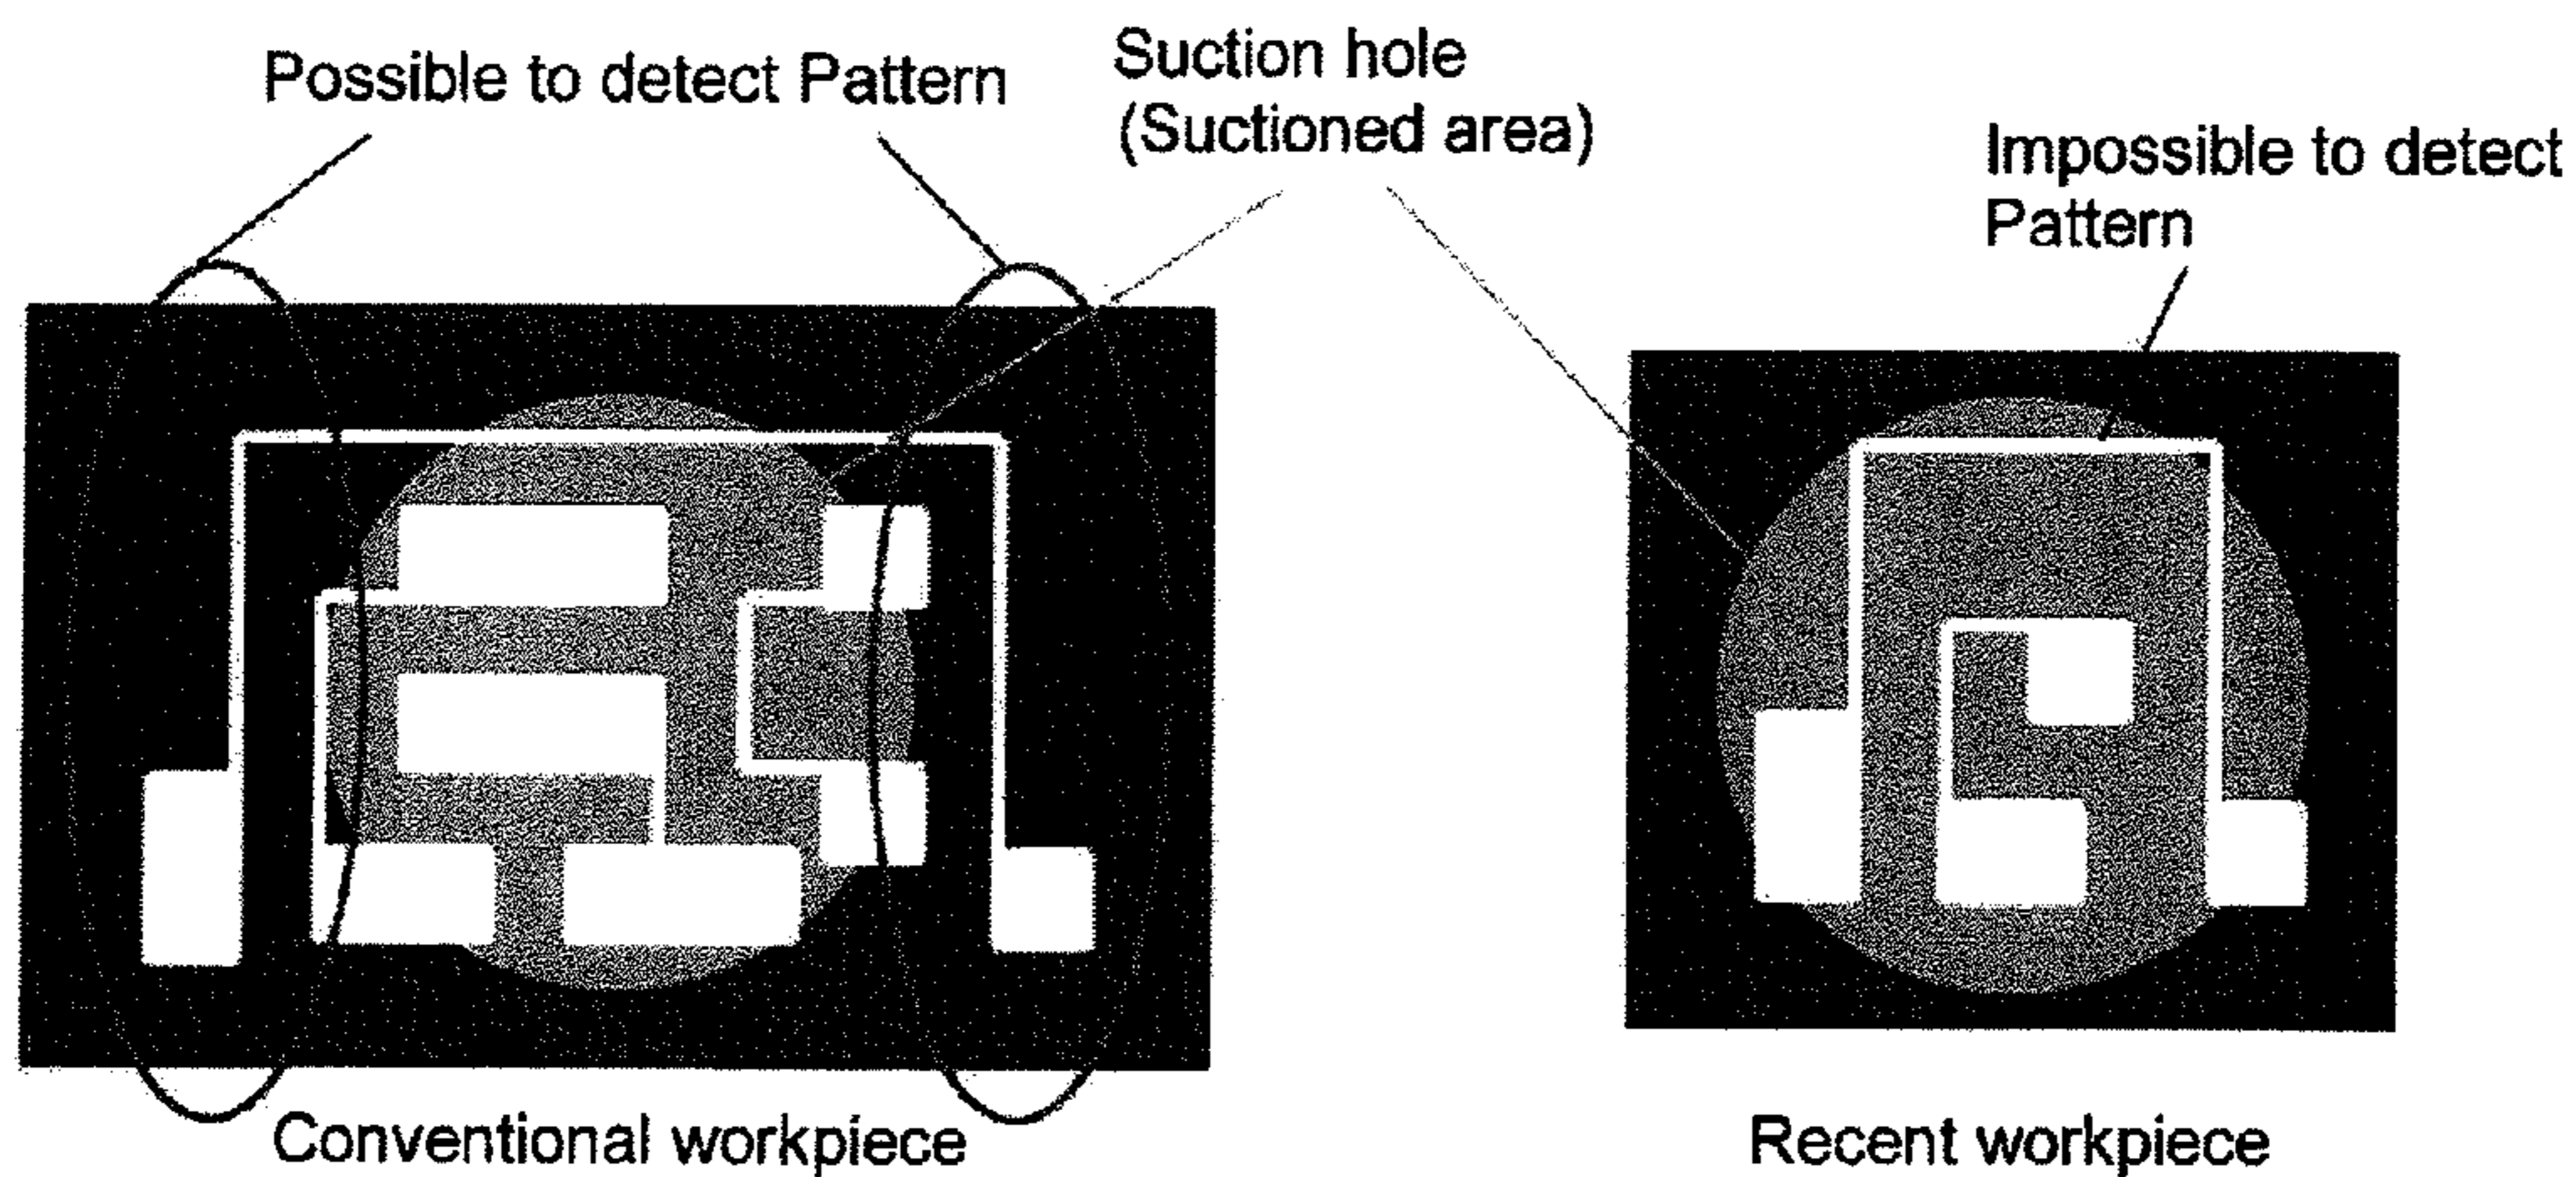 Possible to detect Pattern
Suction hole
(Suctioned area)
Impossible to detect
Pattern
Conventional workpiece
Recent workpiece